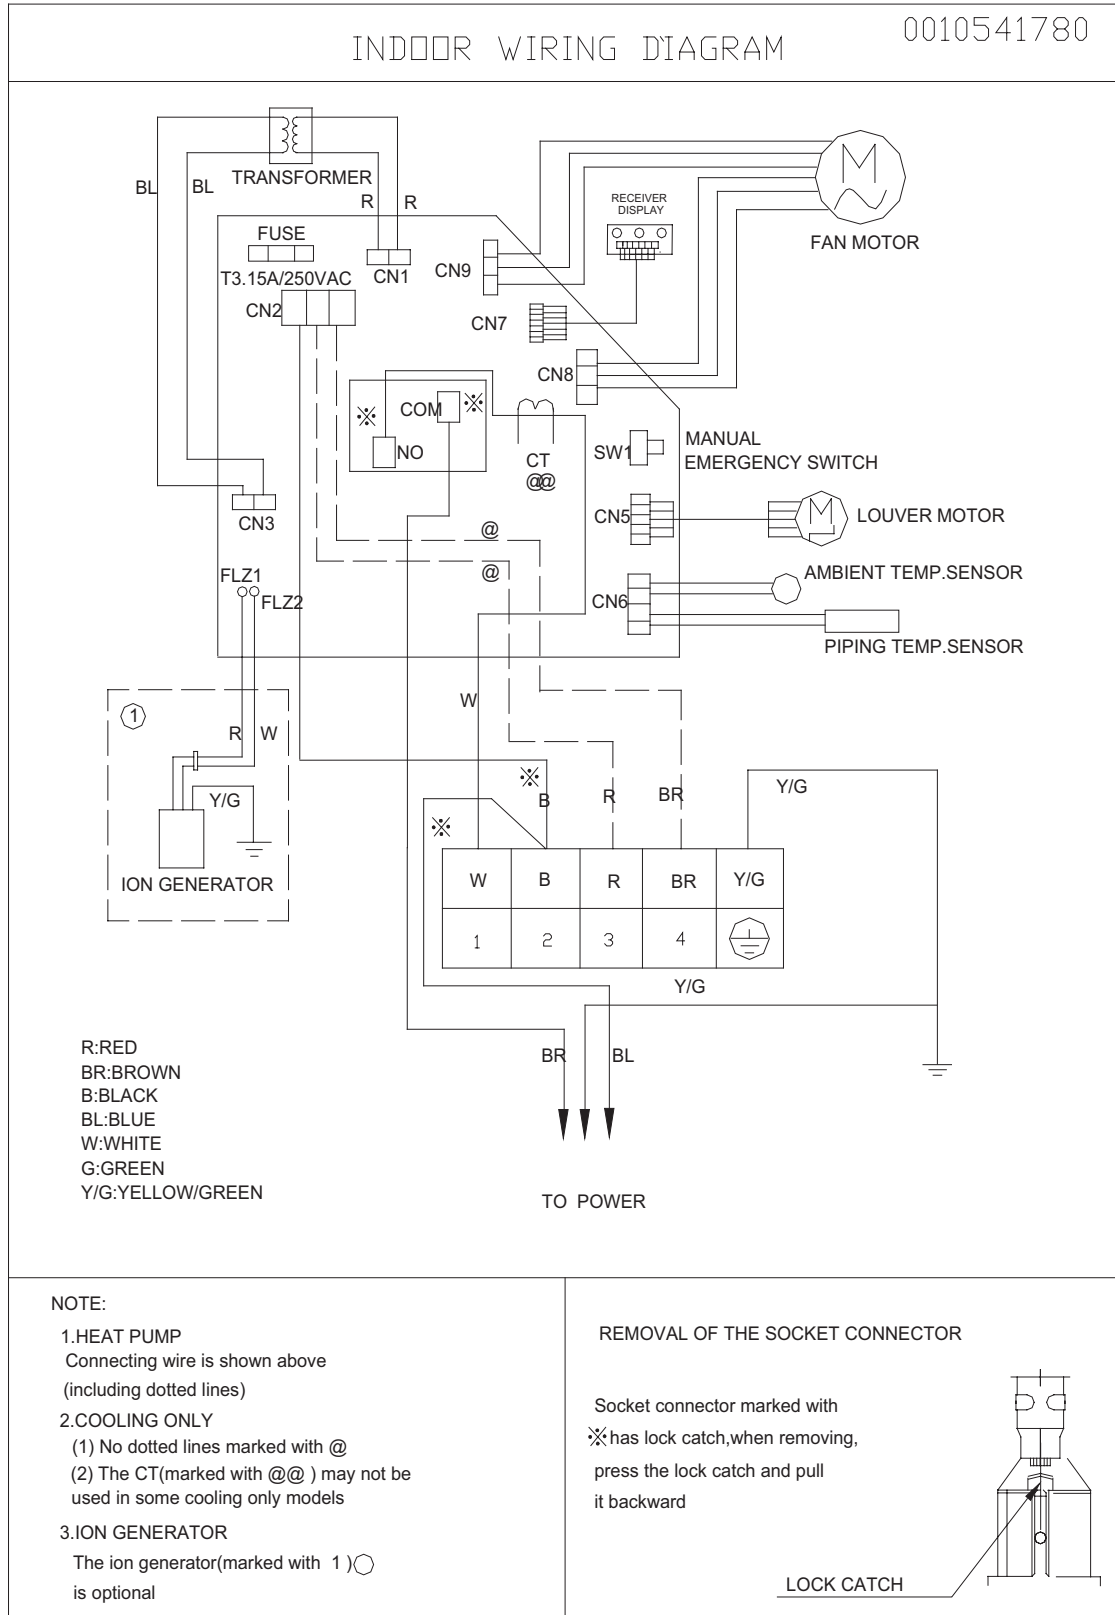 INDOOR WIRING DIAGRAM
0010541780
TRANSFORMER
BL
BL
R
R
FUSE
T3.15A/250VAC
CN1
CN2
CN9
RECEIVER
DISPLAY
FAN MOTOR
CN7
CN8
※
COM
※
NO
CT
@@
SW1
MANUAL
EMERGENCY SWITCH
CN3
CN5
LOUVER MOTOR
@
@
FLZ1
FLZ2
CN6
AMBIENT TEMP.SENSOR
PIPING TEMP.SENSOR
1
R
W
Y/G
ION GENERATOR
W
※
B
R
BR
Y/G
※
W B R BR Y/G
1 2 3 4
Y/G
BR
BL
TO POWER
R:RED
BR:BROWN
B:BLACK
BL:BLUE
W:WHITE
G:GREEN
Y/G:YELLOW/GREEN
NOTE:
1.HEAT PUMP
Connecting wire is shown above
(including dotted lines)
2.COOLING ONLY
(1) No dotted lines marked with @
(2) The CT(marked with @@ ) may not be
used in some cooling only models
3.ION GENERATOR
The ion generator(marked with 1 )◯
is optional
REMOVAL OF THE SOCKET CONNECTOR
Socket connector marked with
※has lock catch,when removing,
press the lock catch and pull
it backward
LOCK CATCH
M
M